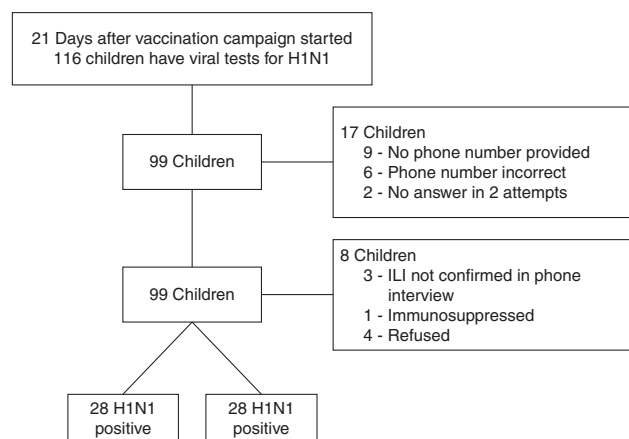 21 Days after vaccination campaign started
116 children have viral tests for H1N1
17 Children
9 - No phone number provided
6 - Phone number incorrect
2 - No answer in 2 attempts
99 Children
8 Children
3 - ILI not confirmed in phone
interview
1 - Immunosuppressed
4 - Refused
99 Children
28 H1N1
positive
28 H1N1
positive